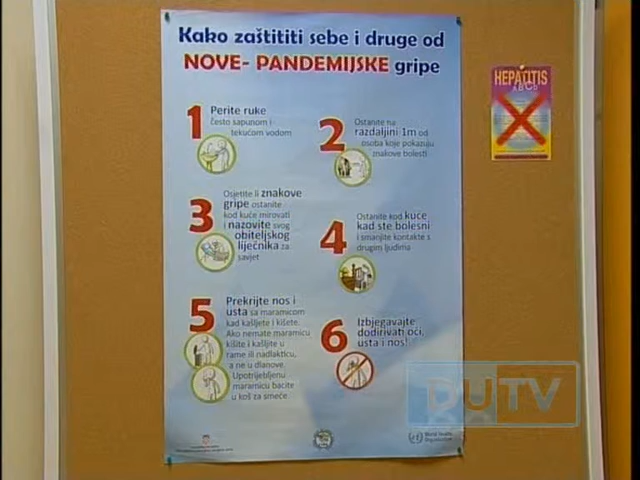 Kako zaštititi sebe i druge od
NOVE- PANDEMIJSKE gripe
1
Perite ruke
često sapunom i
tekućom vodom
2
Ostanite na
razdaljini 1m od
osoba koje pokazuju
znakove bolesti
3
Osjetite li znakove
gripe ostanite
kod kuće mirovati
i nazovite svog
obiteljskog
liječnika za
savjet
4
Ostanite kod kuće
kad ste bolesni
i smanjite kontakte s
drugim ljudima
5
Prekrijte nos i
usta sa maramicom
kad kašljete i kišete.
Ako nemate maramicu
kišite i kašljite u
rame ili nadlakticu,
a ne u dlanove.
Upotrijebljenu
maramicu bacite
u koš za smeće.
6
Izbjegavajte
dodirivati oči,
usta i nos!
World Health
Organization
HEPATITIS
ABCD
DUTV